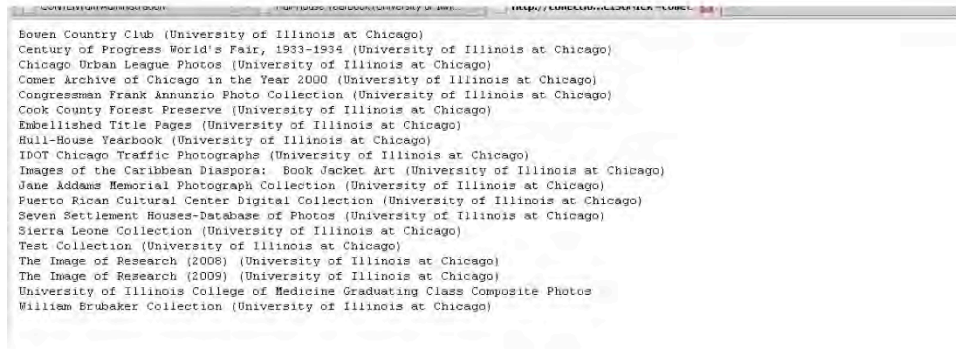 Bowen Country Club (University of Illinois at Chicago)
Century of Progress World's Fair, 1933-1934 (University of Illinois at Chicago)
Chicago Urban League Photos (University of Illinois at Chicago)
Comer Archive of Chicago in the Year 2000 (University of Illinois at Chicago)
Congressman Frank Annunzio Photo Collection (University of Illinois at Chicago)
Cook County Forest Preserve (University of Illinois at Chicago)
Embellished Title Pages (University of Illinois at Chicago)
Hull-House Yearbook (University of Illinois at Chicago)
IDOT Chicago Traffic Photographs (University of Illinois at Chicago)
Images of the Caribbean Diaspora:  Book Jacket Art (University of Illinois at Chicago)
Jane Addams Memorial Photograph Collection (University of Illinois at Chicago)
Puerto Rican Cultural Center Digital Collection (University of Illinois at Chicago)
Seven Settlement Houses-Database of Photos (University of Illinois at Chicago)
Sierra Leone Collection (University of Illinois at Chicago)
Test Collection (University of Illinois at Chicago)
The Image of Research (2008) (University of Illinois at Chicago)
The Image of Research (2009) (University of Illinois at Chicago)
University of Illinois College of Medicine Graduating Class Composite Photos
William Brubaker Collection (University of Illinois at Chicago)